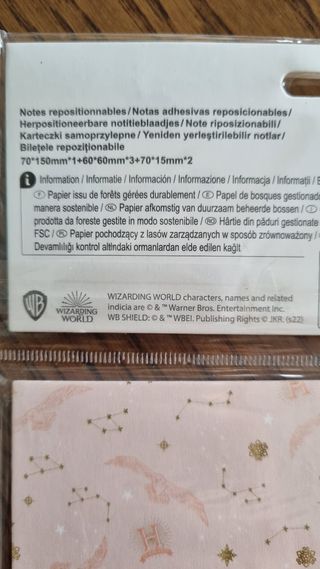 Notes repositionnables/Notas adhesivas reposicionables/
Herpositioneerbare notitieblaadjes/Note riposizionabili/
Karteczki samoprzylepne/Yeniden yerleştirilebilir notlar/
Bilețele repoziționabile
70*150mm*1+60*60mm*3+70*15mm*2
i Information / Informatie / Información / Informazione / Informacja / Informații / B
Papier issu de forêts gérées durablement / Papel de bosques gestionad
manera sostenible / Papier afkomstig van duurzaam beheerde bossen /
prodotta da foreste gestite in modo sostenibile / Hârtie din păduri gestionate
FSC / Papier pochodzący z lasów zarządzanych w sposób zrównoważony /
Devamlılığı kontrol altındaki ormanlardan elde edilen kağıt
WB
WIZARDING
WORLD
WIZARDING WORLD characters, names and related
indicia are © & ™ Warner Bros. Entertainment Inc.
WB SHIELD: © & ™ WBEI. Publishing Rights © JKR. (s22)
H